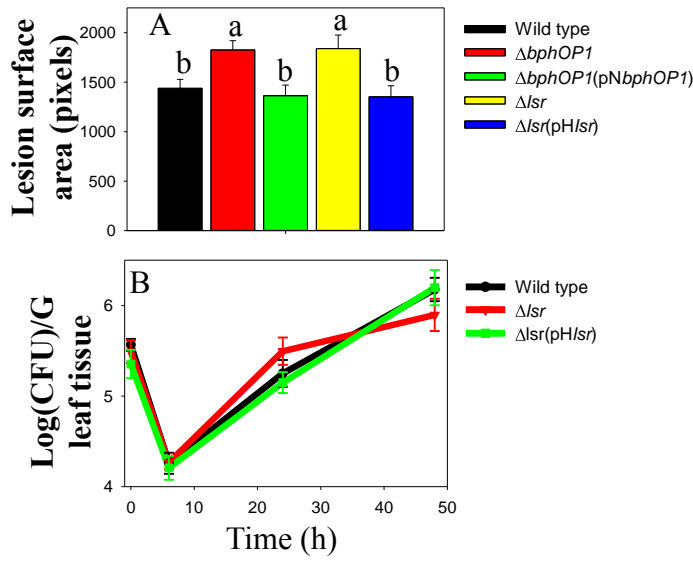 A
Lesion surface
area (pixels)
2000
1500
1000
500
0
b
a
b
a
b
Wild type
ΔbphOP1
ΔbphOP1(pNbphOP1)
Δlsr
Δlsr(pHlsr)
B
Log(CFU)/G
leaf tissue
6
5
4
0
10
20
30
40
50
Time (h)
Wild type
Δlsr
Δlsr(pHlsr)